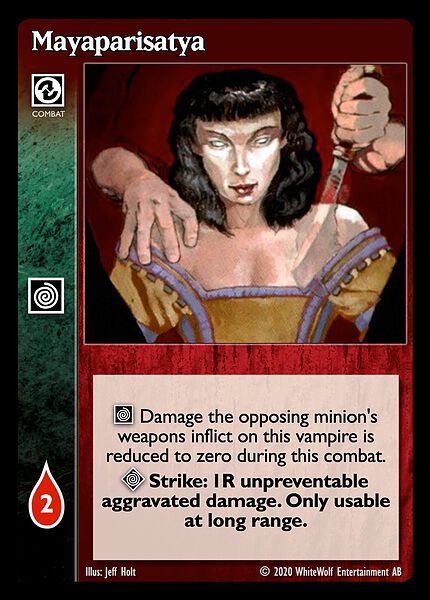 Mayaparisatya
COMBAT
Damage the opposing minion's
weapons inflict on this vampire is
reduced to zero during this combat.
Strike: 1R unpreventable
aggravated damage. Only usable
at long range.
2
Illus: Jeff Holt © 2020 WhiteWolf Entertainment AB